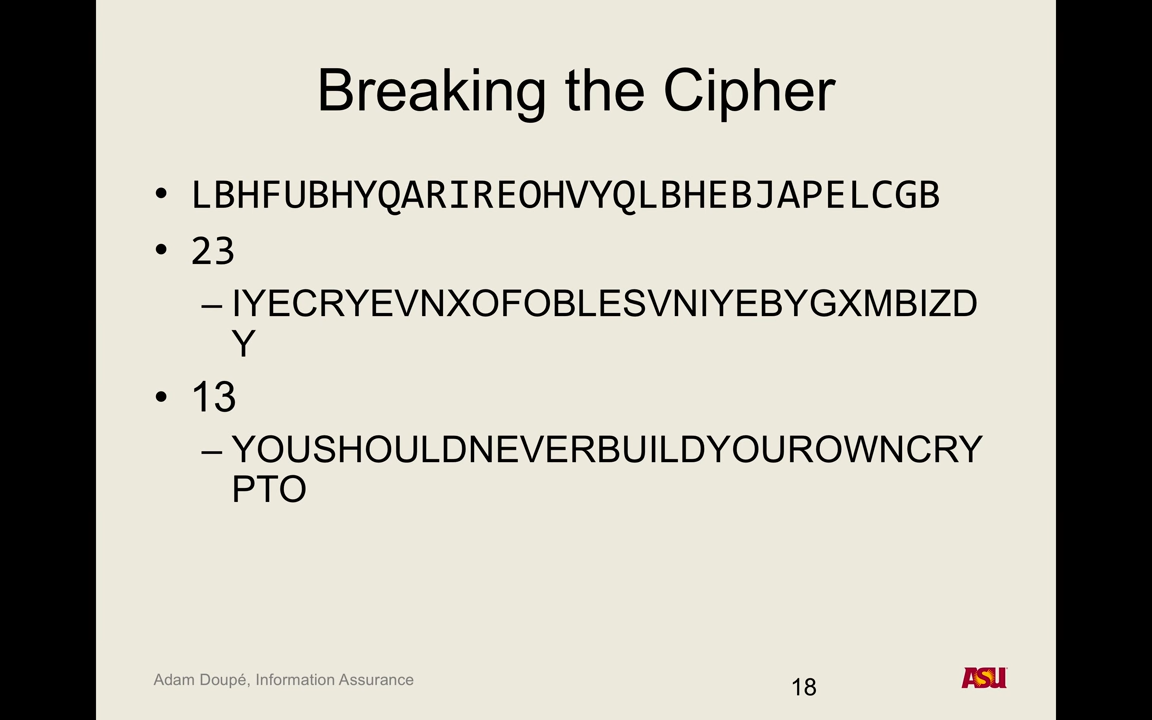 Breaking the Cipher
• LBHFUBHYQARIREOHVYQLBHEBJAPELCGB
• 23
– IYECRYEVNXOFOBLESVNIYEBYGXMBIZD
Y
• 13
– YOUSHOULDNEVERBUILDYOUROWNCRY
PTO
Adam Doupé, Information Assurance
18
ASU